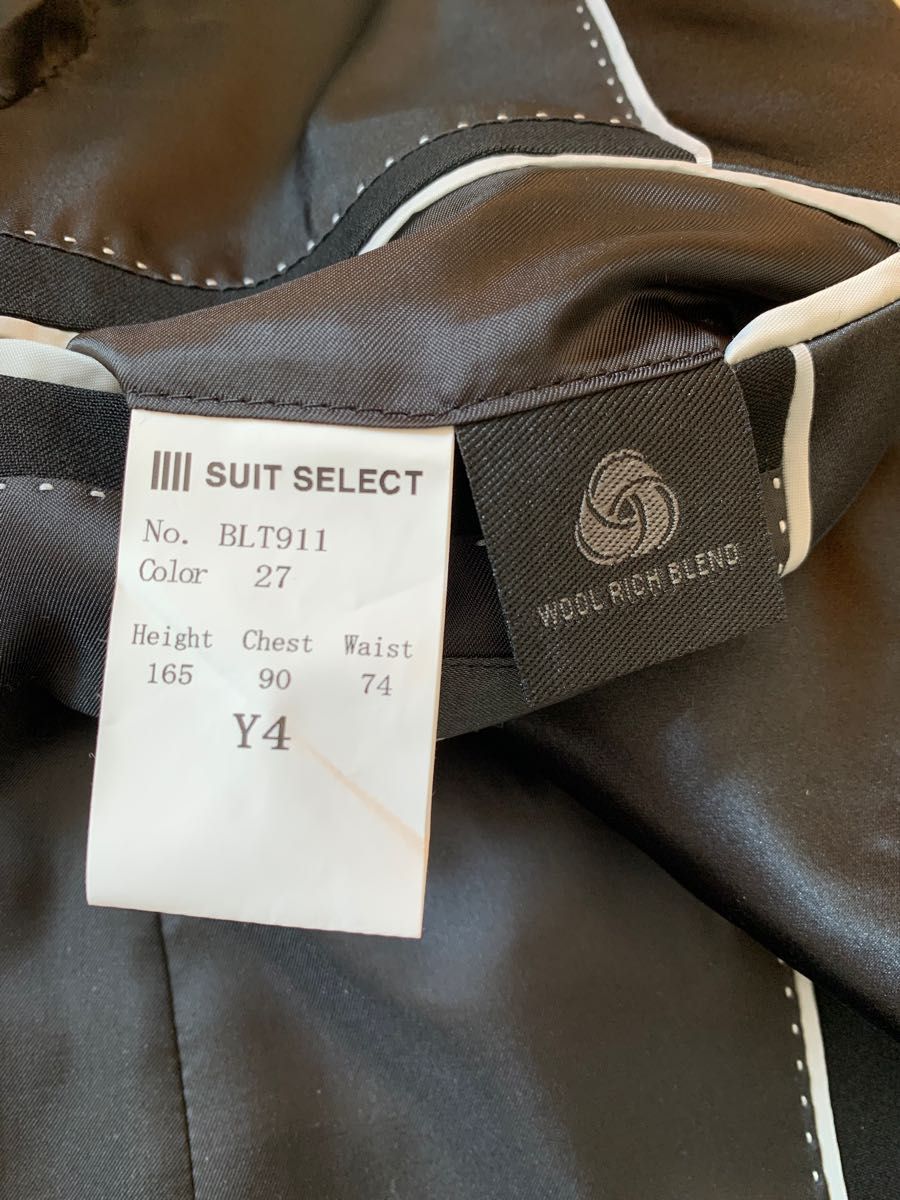 SUIT SELECT
No. BLT911
Color 27
Height Chest Waist
165 90 74
Y4
WOOL RICH BLEND